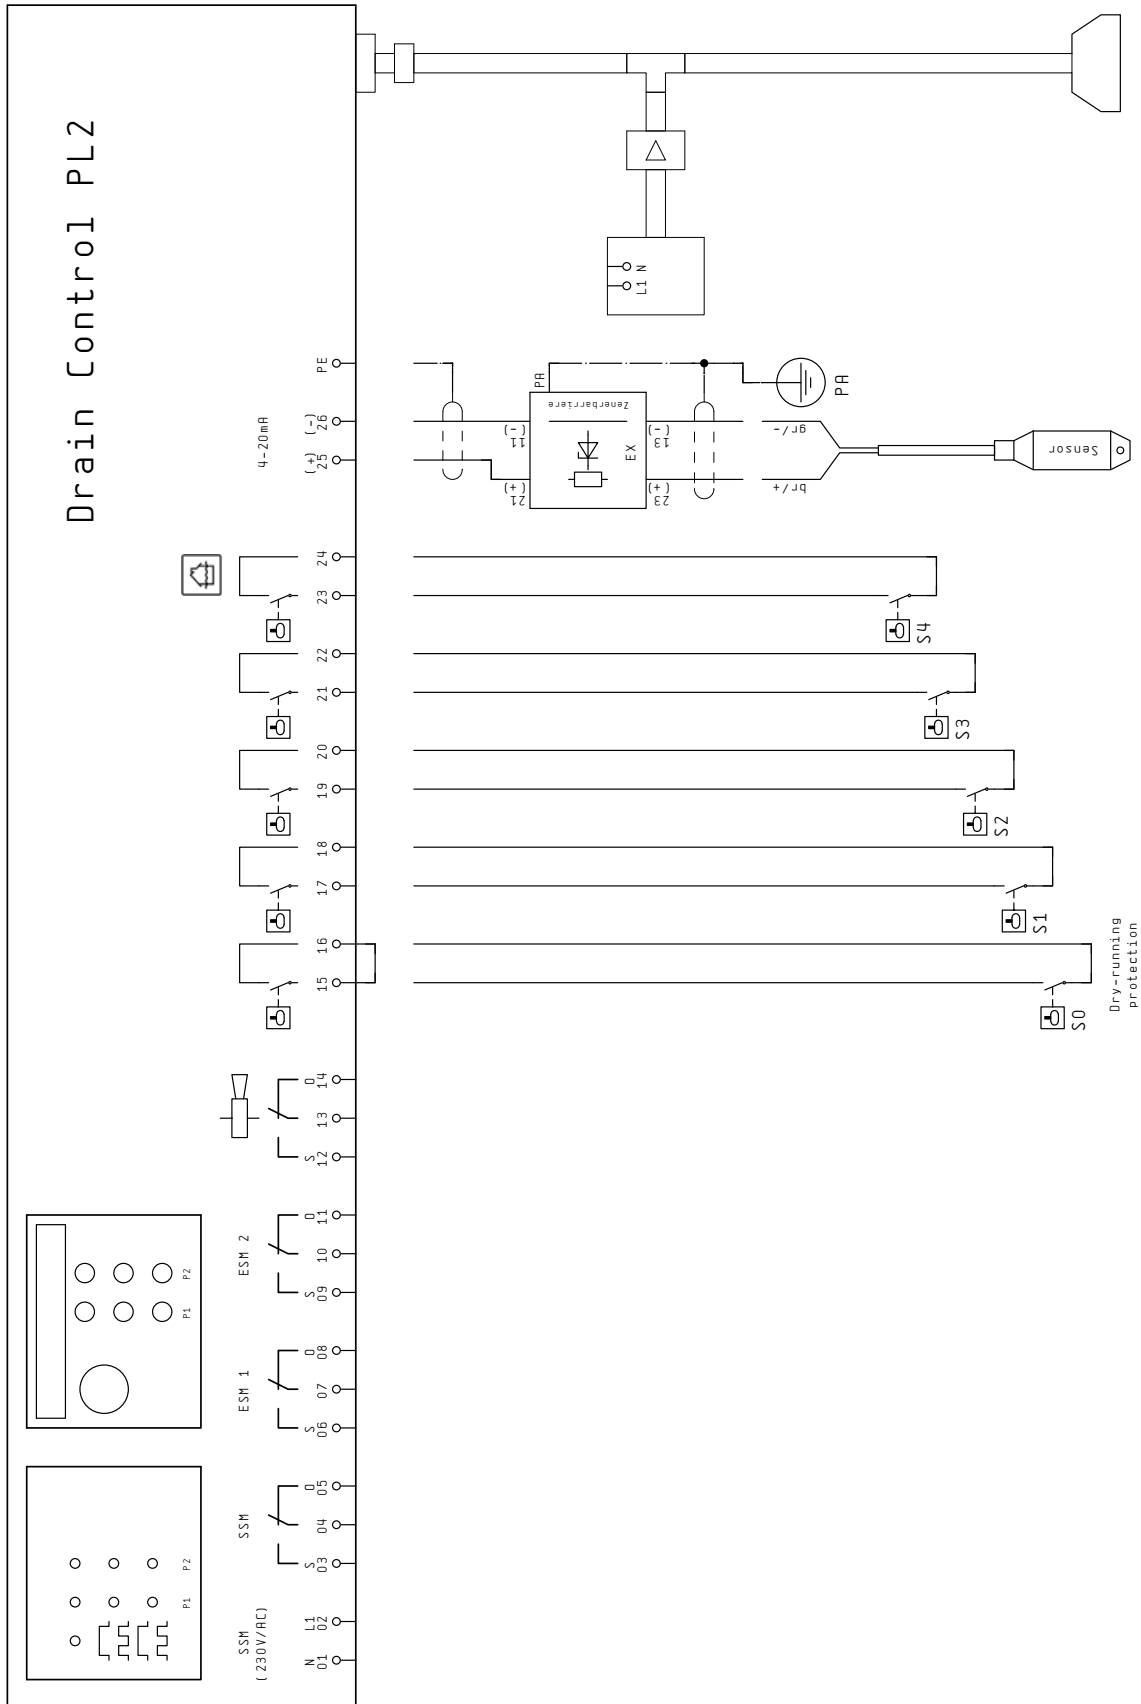 Drain Control PL2
SSM
(230V/AC)
SSM
ESM 1
ESM 2
4-20mA
N
01
L1
02
S
03
04
O
05
S
06
07
O
08
S
09
10
O
11
S
12
13
O
14
15
16
17
18
19
20
21
22
23
24
(+)
25
(-)
26
PE
P1
P2
P1
P2
S0
S1
S2
S3
S4
Dry-running
protection
21
(+)
11
(-)
Zenerbarriere
EX
PA
23
(+)
13
(-)
br/+
gr/-
PA
Sensor
L1
N